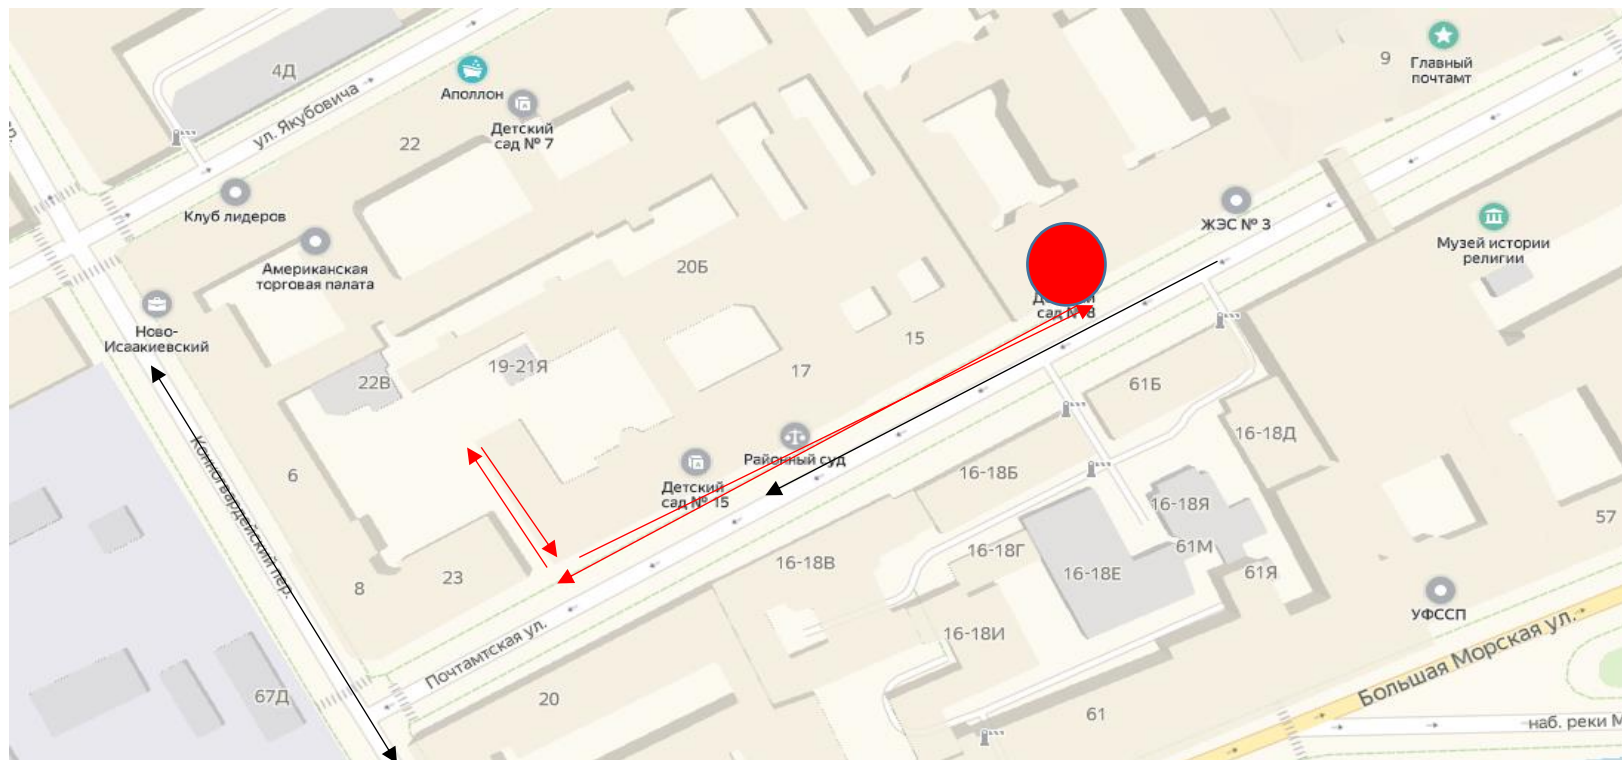 4Д
ул. Якубовича
Аполлон
Детский
сад № 7
22
9
Главный
почтамт
Клуб лидеров
Американская
торговая палата
20Б
ЖЭС № 3
Музей истории
религии
Ново-
Исаакиевский
22В
19-21Я
17
15
сад № 8
61Б
6
Районный суд
Детский
сад № 15
16-18Б
16-18Д
Конногвардейский пер.
16-18Я
57
8
23
16-18В
16-18Г
16-18Е
61М
61Я
УФССП
Почтамтская ул.
16-18И
Большая Морская ул.
67Д
20
61
наб. реки М